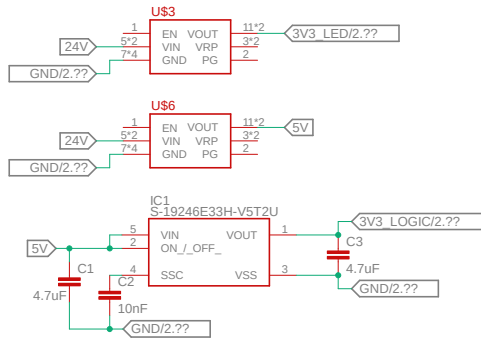 U$3
1 EN VOUT 11*2 3V3_LED/2.??
24V 5*2 VIN VRP 3*2
GND/2.?? 7*4 GND PG 2
U$6
1 EN VOUT 11*2 5V
24V 5*2 VIN VRP 3*2
GND/2.?? 7*4 GND PG 2
IC1
S-19246E33H-V5T2U
5 VIN VOUT 1 3V3_LOGIC/2.??
5V 2 ON_/_OFF_ C3
C1 4 SSC VSS 3 4.7uF
C2 GND/2.??
4.7uF 10nF
GND/2.??